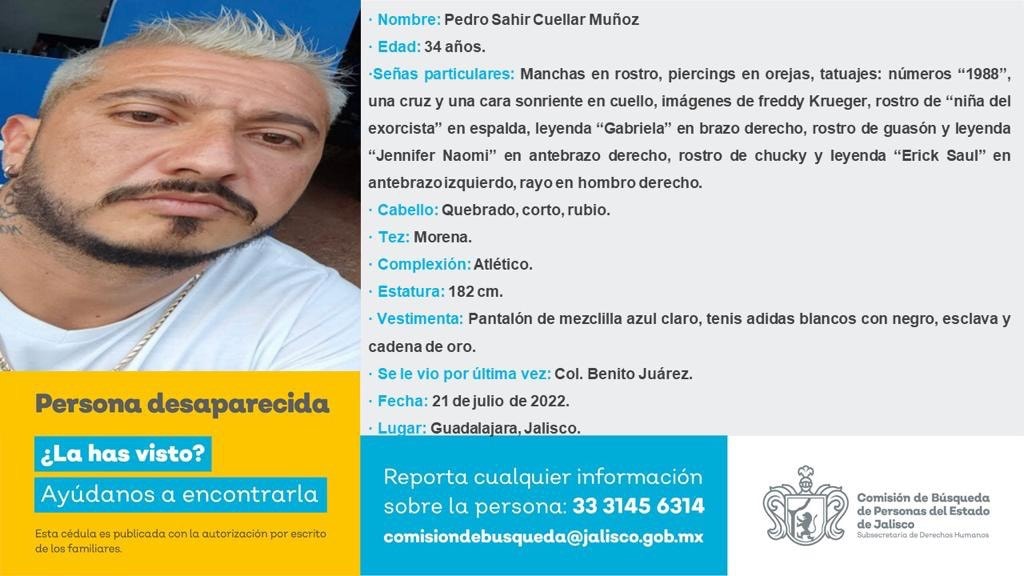 · Nombre: Pedro Sahir Cuellar Muñoz
· Edad: 34 años.
·Señas particulares: Manchas en rostro, piercings en orejas, tatuajes: números “1988”,
una cruz y una cara sonriente en cuello, imágenes de freddy Krueger, rostro de “niña del
exorcista” en espalda, leyenda “Gabriela” en brazo derecho, rostro de guasón y leyenda
“Jennifer Naomi” en antebrazo derecho, rostro de chucky y leyenda “Erick Saul” en
antebrazo izquierdo, rayo en hombro derecho.
· Cabello: Quebrado, corto, rubio.
· Tez: Morena.
· Complexión: Atlético.
· Estatura: 182 cm.
· Vestimenta: Pantalón de mezclilla azul claro, tenis adidas blancos con negro, esclava y
cadena de oro.
· Se le vio por última vez: Col. Benito Juárez.
· Fecha: 21 de julio de 2022.
· Lugar: Guadalajara, Jalisco.
Persona desaparecida
¿La has visto?
Ayúdanos a encontrarla
Esta cédula es publicada con la autorización por escrito
de los familiares.
Reporta cualquier información
sobre la persona: 33 3145 6314
comisiondebusqueda@jalisco.gob.mx
Comisión de Búsqueda
de Personas del Estado
de Jalisco
Subsecretaría de Derechos Humanos